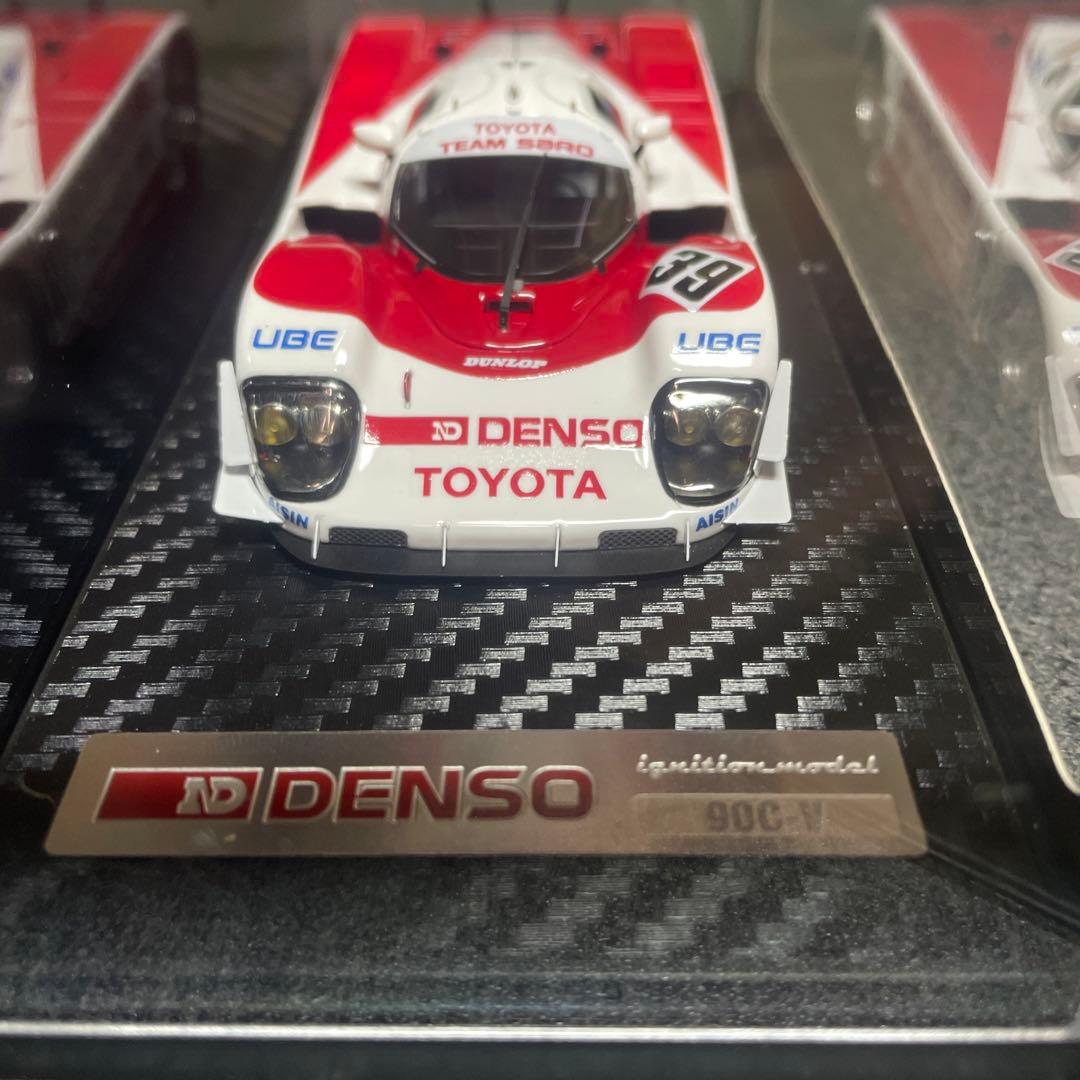 TOYOTA
TEAM SARD
39
UBE
UBE
DUNLOP
ND DENSO
TOYOTA
AISIN
AISIN
ND DENSO
ignition model
90C-V